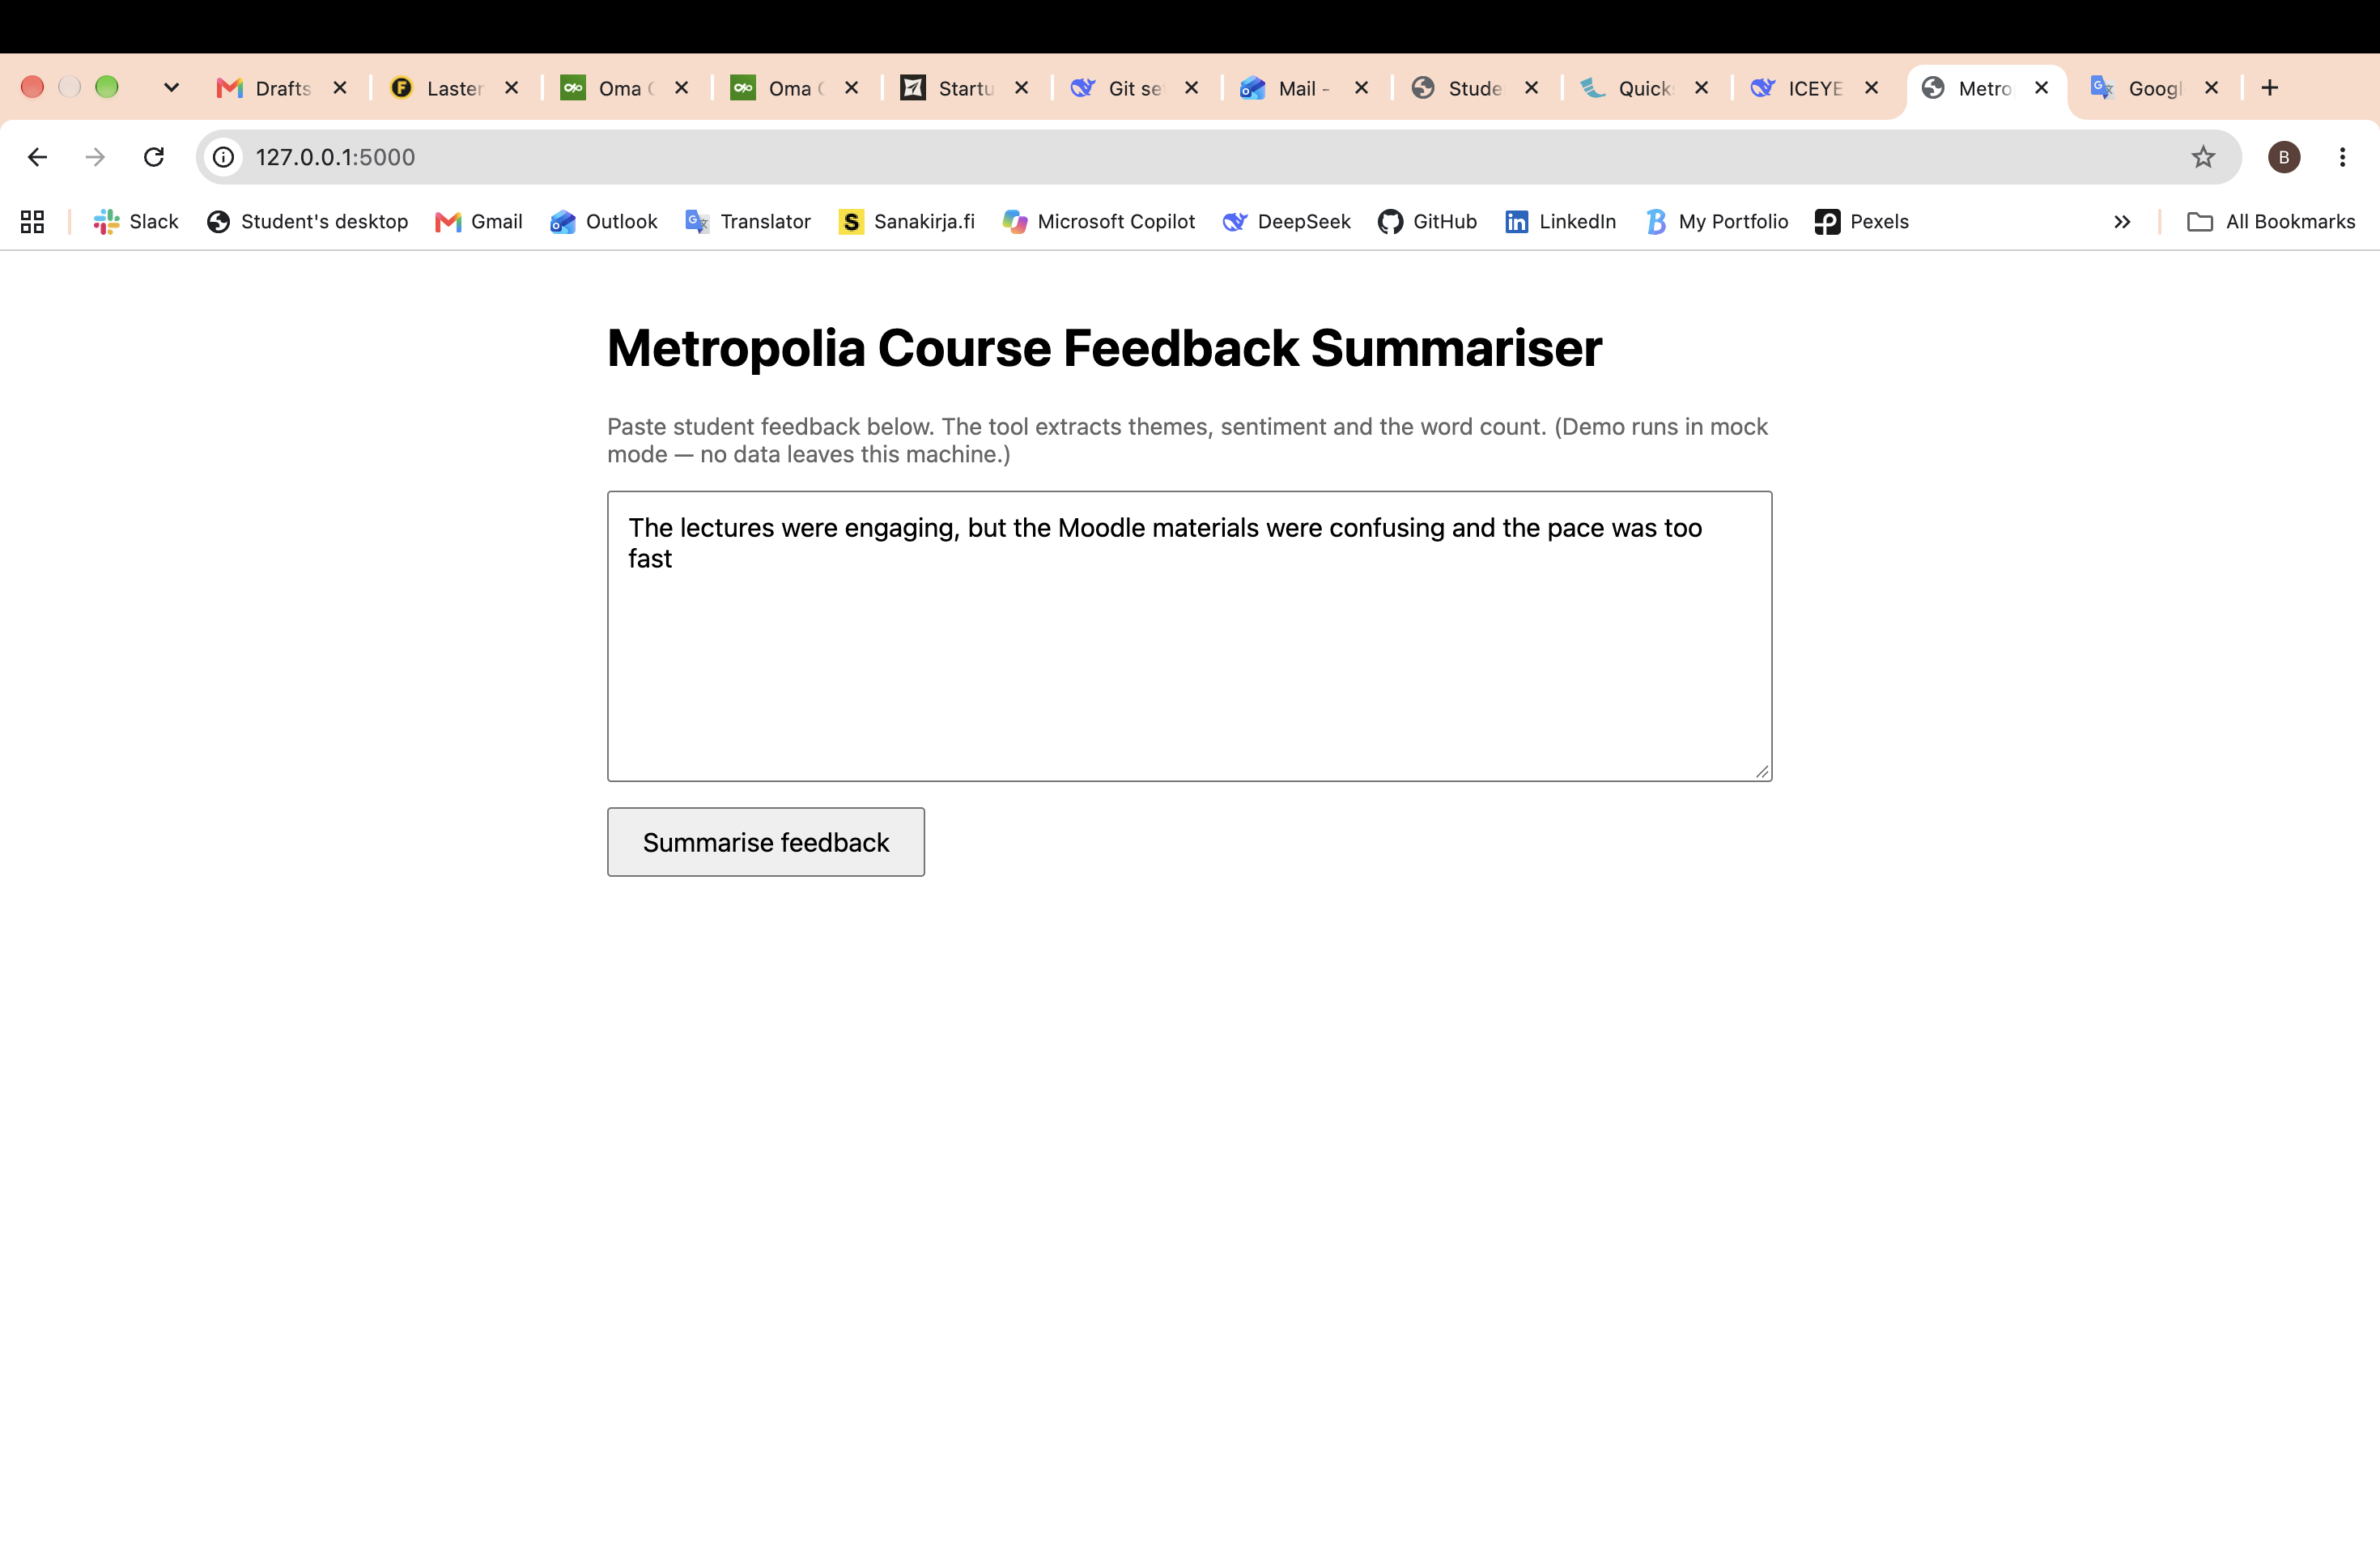 Drafts Laster Oma Oma Startu Git se Mail - Stude Quick ICEYE Metro Googl
127.0.0.1:5000 B
Slack Student's desktop Gmail Outlook Translator S Sanakirja.fi Microsoft Copilot DeepSeek GitHub in LinkedIn B My Portfolio Pexels All Bookmarks
Metropolia Course Feedback Summariser
Paste student feedback below. The tool extracts themes, sentiment and the word count. (Demo runs in mock
mode — no data leaves this machine.)
The lectures were engaging, but the Moodle materials were confusing and the pace was too
fast
Summarise feedback